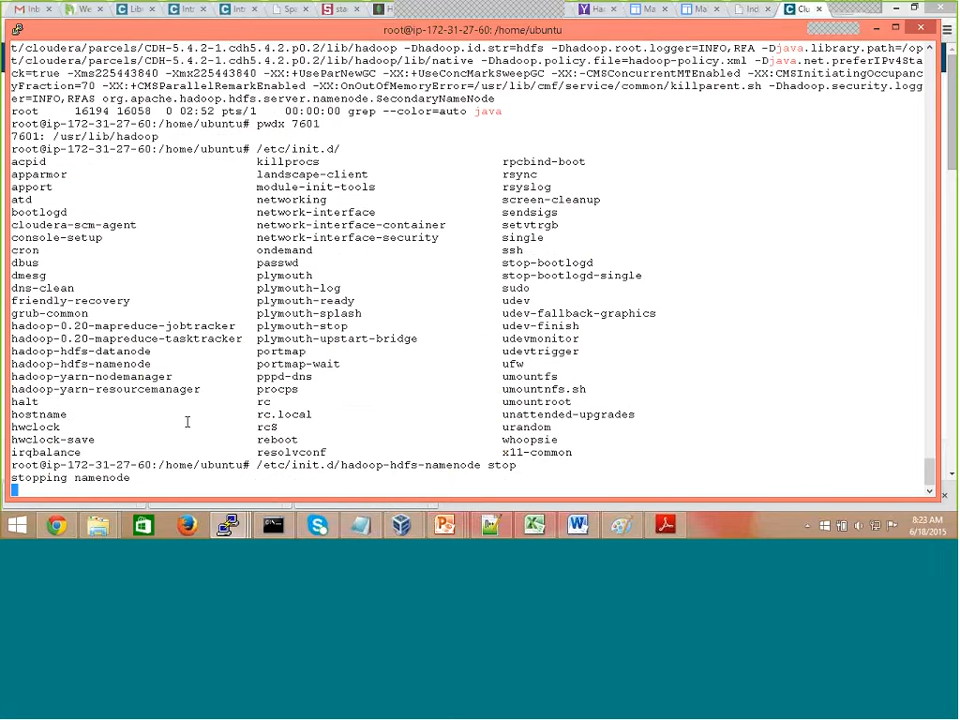 Inb
We
Lib
Intr
Intr
Spa
sta
H
Hac
Ma
Ma
Ind
Clu
root@ip-172-31-27-60: /home/ubuntu
t/cloudera/parcels/CDH-5.4.2-1.cdh5.4.2.p0.2/lib/hadoop -Dhadoop.id.str=hdfs -Dhadoop.root.logger=INFO,RFA -Djava.library.path=/op
t/cloudera/parcels/CDH-5.4.2-1.cdh5.4.2.p0.2/lib/hadoop/lib/native -Dhadoop.policy.file=hadoop-policy.xml -Djava.net.preferIPv4Sta
ck=true -Xms225443840 -Xmx225443840 -XX:+UseParNewGC -XX:+UseConcMarkSweepGC -XX:-CMSConcurrentMTEnabled -XX:CMSInitiatingOccupanc
yFraction=70 -XX:+CMSParallelRemarkEnabled -XX:OnOutOfMemoryError=/usr/lib/cmf/service/common/killparent.sh -Dhadoop.security.logg
er=INFO,RFAS org.apache.hadoop.hdfs.server.namenode.SecondaryNameNode
root 16194 16058 0 02:52 pts/1 00:00:00 grep --color=auto java
root@ip-172-31-27-60:/home/ubuntu# pwdx 7601
7601: /usr/lib/hadoop
root@ip-172-31-27-60:/home/ubuntu# /etc/init.d/
acpid killprocs rpcbind-boot
apparmor landscape-client rsync
apport module-init-tools rsyslog
atd networking screen-cleanup
bootlogd network-interface sendsigs
cloudera-scm-agent network-interface-container setvtrgb
console-setup network-interface-security single
cron ondemand ssh
dbus passwd stop-bootlogd
dmesg plymouth stop-bootlogd-single
dns-clean plymouth-log sudo
friendly-recovery plymouth-ready udev
grub-common plymouth-splash udev-fallback-graphics
hadoop-0.20-mapreduce-jobtracker plymouth-stop udev-finish
hadoop-0.20-mapreduce-tasktracker plymouth-upstart-bridge udevmonitor
hadoop-hdfs-datanode portmap udevtrigger
hadoop-hdfs-namenode portmap-wait ufw
hadoop-yarn-nodemanager pppd-dns umountfs
hadoop-yarn-resourcemanager procps umountnfs.sh
halt rc umountroot
hostname rc.local unattended-upgrades
hwclock rcS urandom
hwclock-save reboot whoopsie
irqbalance resolvconf x11-common
root@ip-172-31-27-60:/home/ubuntu# /etc/init.d/hadoop-hdfs-namenode stop
stopping namenode
8:23 AM
6/18/2015